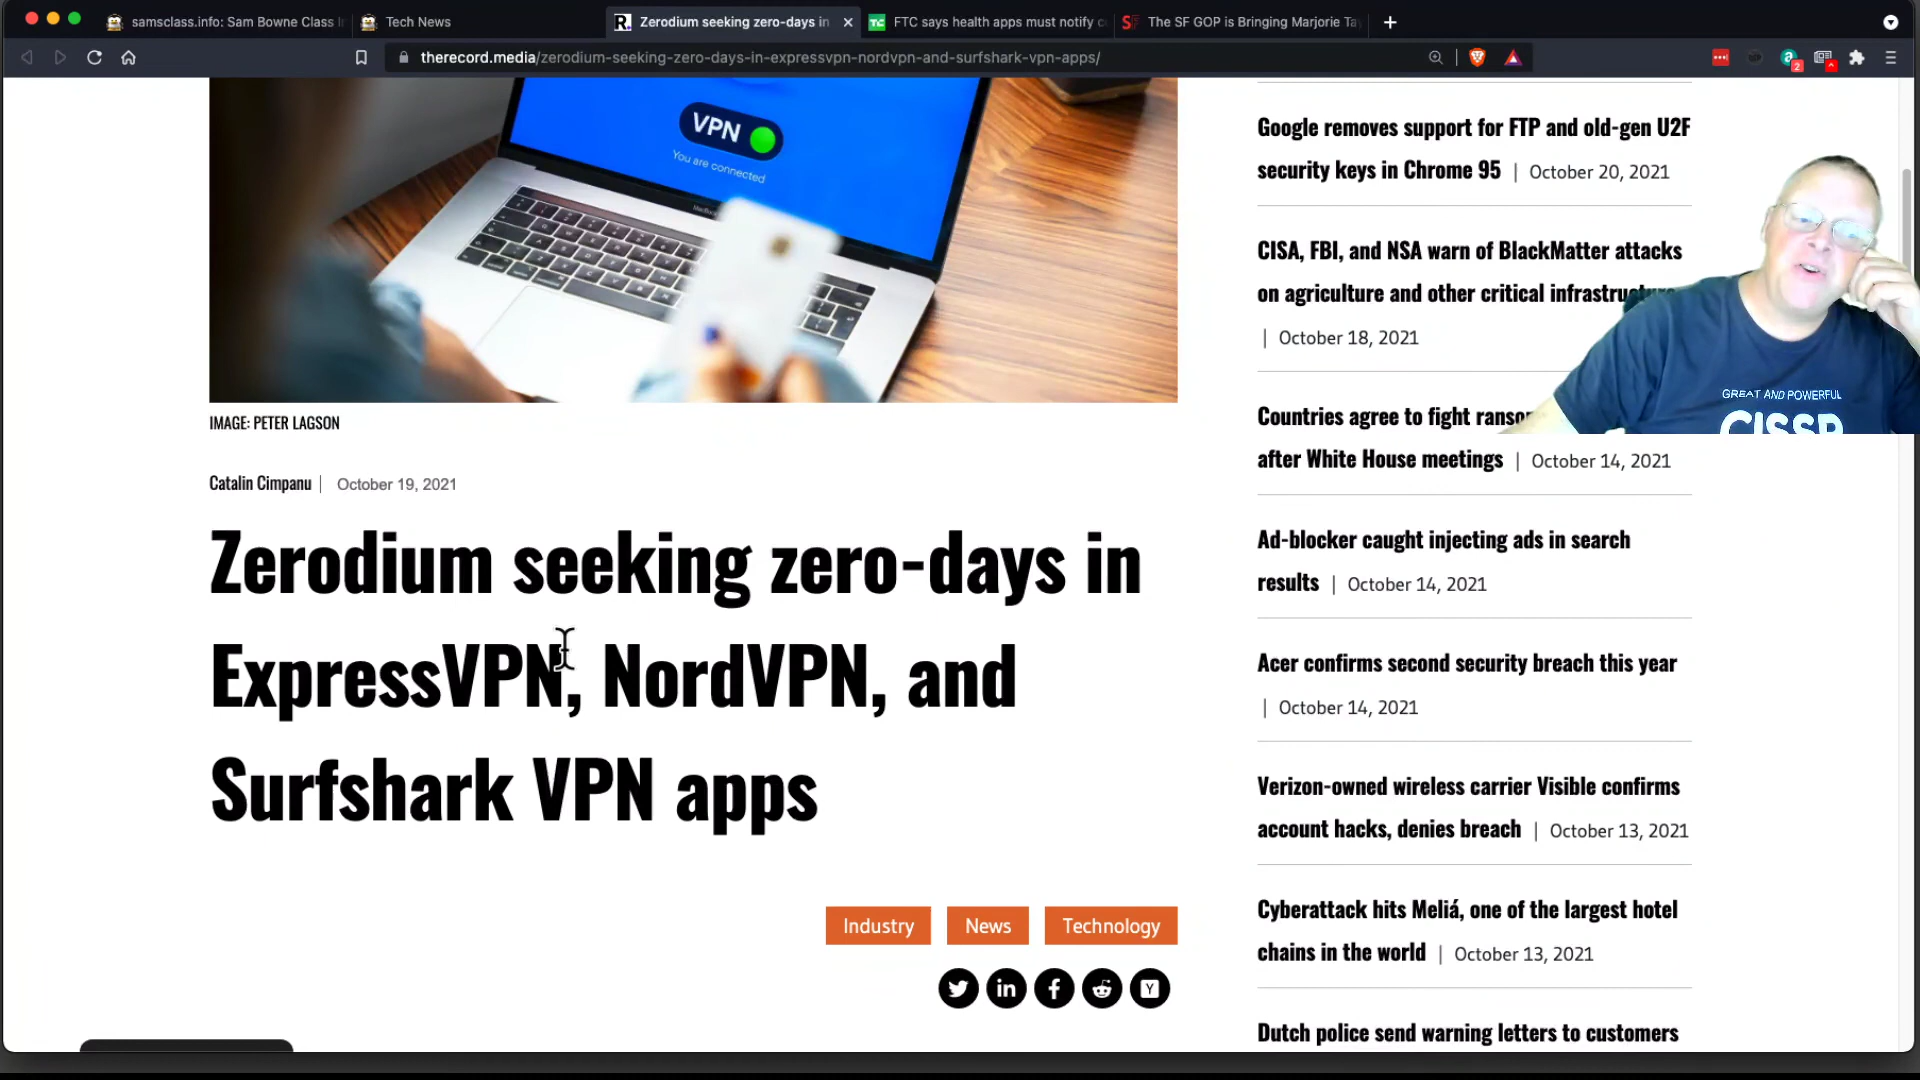 samsclass.info: Sam Bowne Class I
Tech News
Zerodium seeking zero-days in
FTC says health apps must notify c
The SF GOP is Bringing Marjorie Ta
therecord.media/zerodium-seeking-zero-days-in-expressvpn-nordvpn-and-surfshark-vpn-apps/
VPN
You are connected
IMAGE: PETER LAGSON
Catalin Cimpanu | October 19, 2021
Zerodium seeking zero-days in
ExpressVPN, NordVPN, and
Surfshark VPN apps
Industry
News
Technology
Google removes support for FTP and old-gen U2F
security keys in Chrome 95 | October 20, 2021
CISA, FBI, and NSA warn of BlackMatter attacks
on agriculture and other critical infrastructure
| October 18, 2021
Countries agree to fight ranso
after White House meetings | October 14, 2021
Ad-blocker caught injecting ads in search
results | October 14, 2021
Acer confirms second security breach this year
| October 14, 2021
Verizon-owned wireless carrier Visible confirms
account hacks, denies breach | October 13, 2021
Cyberattack hits Meliá, one of the largest hotel
chains in the world | October 13, 2021
Dutch police send warning letters to customers
GREAT AND POWERFUL
CISSP